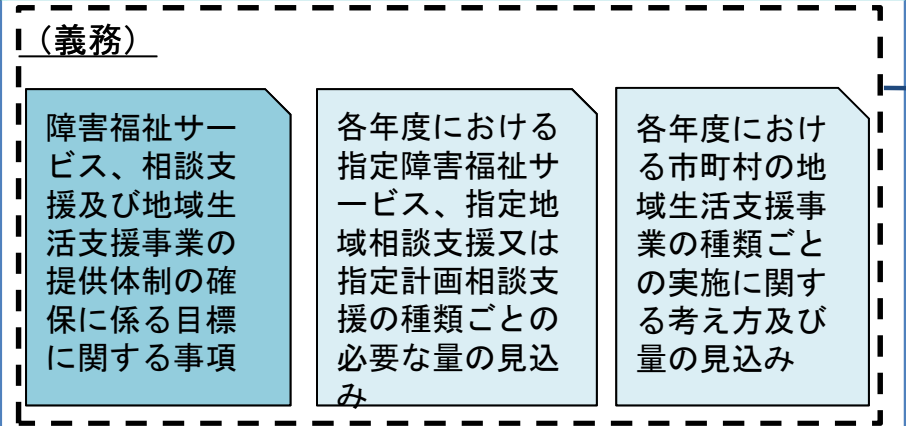 （義務）
障害福祉サー
ビス、相談支
援及び地域生
活支援事業の
提供体制の確
保に係る目標
に関する事項
各年度における
指定障害福祉サ
ービス、指定地
域相談支援又は
指定計画相談支
援の種類ごとの
必要な量の見込
み
各年度におけ
る市町村の地
域生活支援事
業の種類ごと
の実施に関す
る考え方及び
量の見込み